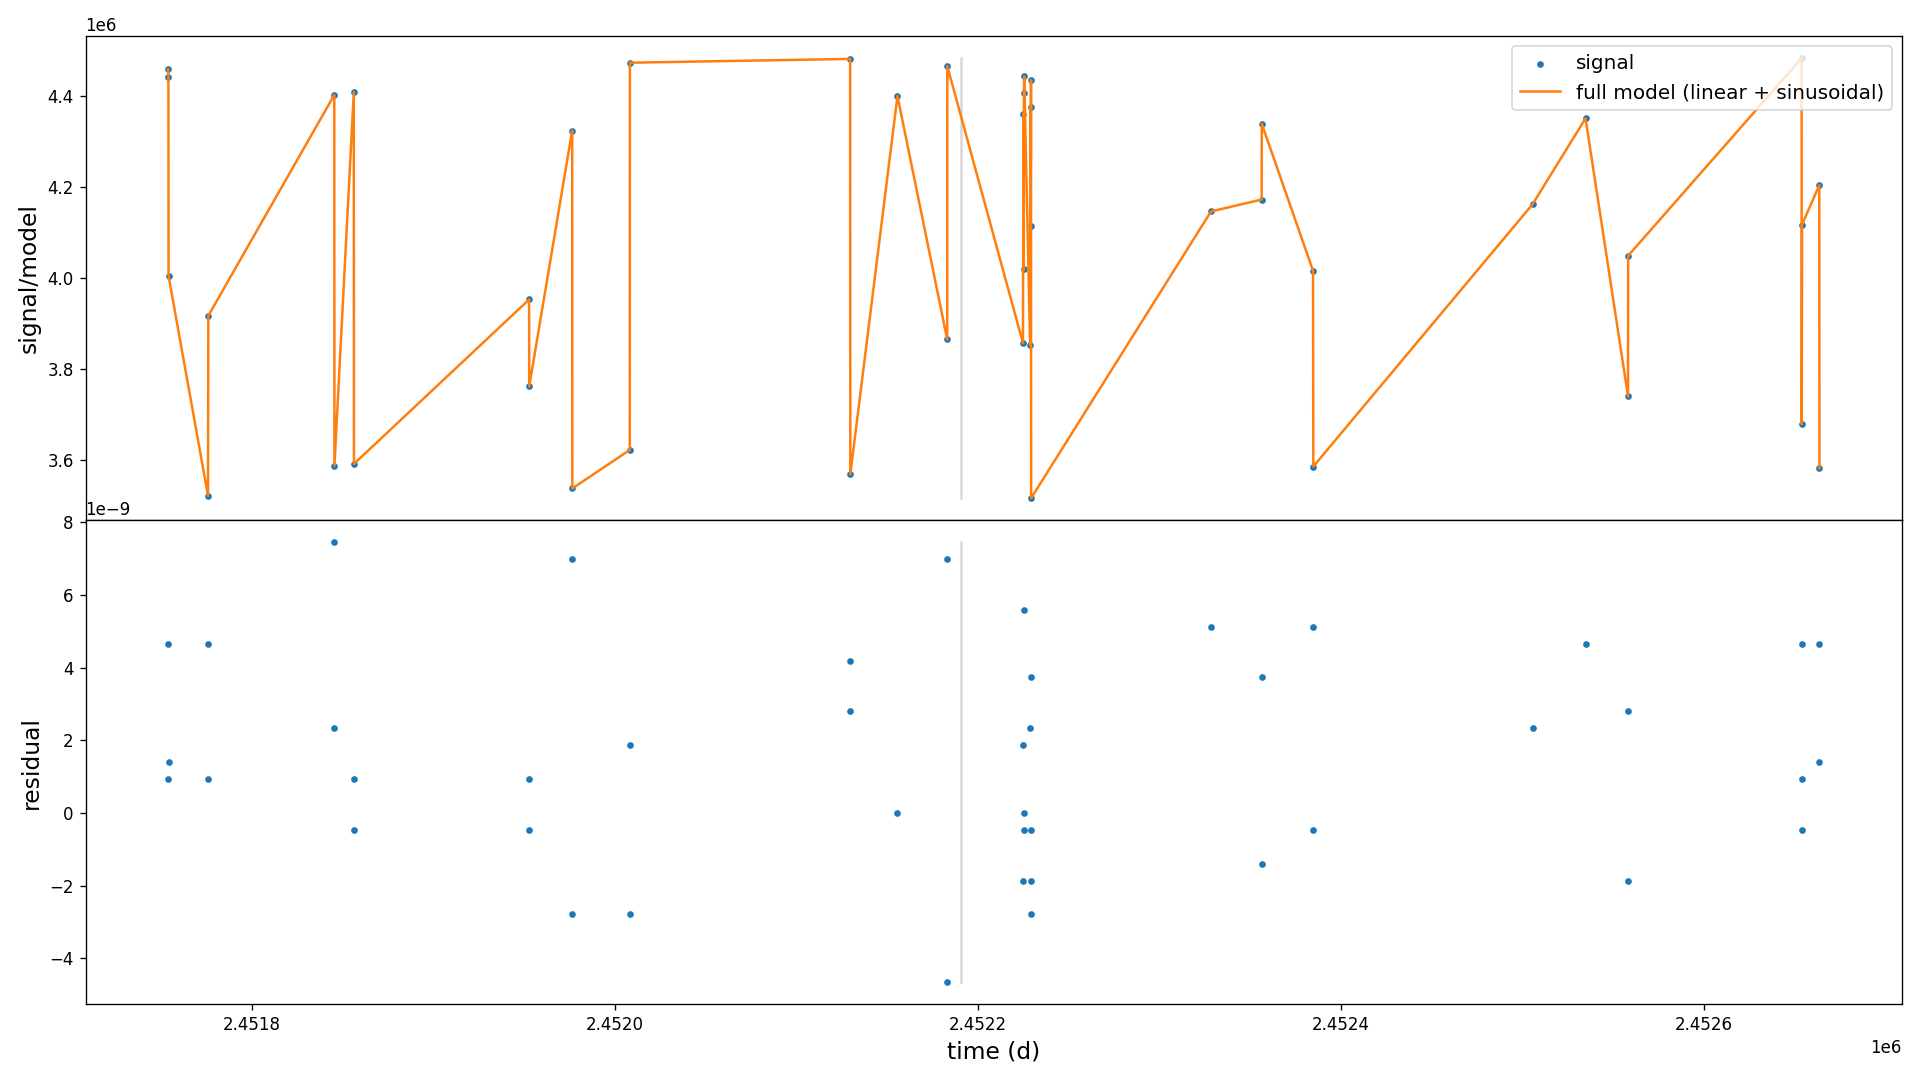 1e6
signal
full model (linear + sinusoidal)
4.4
4.2
4.0
3.8
3.6
signal/model
1e−9
8
6
4
2
0
−2
−4
residual
2.4518
2.4520
2.4522
2.4524
2.4526
time (d)
1e6